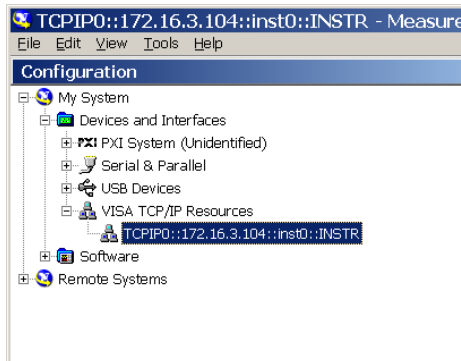 TCPIP0::172.16.3.104::inst0::INSTR - Measure
File Edit View Tools Help
Configuration
My System
Devices and Interfaces
PXI PXI System (Unidentified)
Serial & Parallel
USB Devices
VISA TCP/IP Resources
TCPIP0::172.16.3.104::inst0::INSTR
Software
Remote Systems